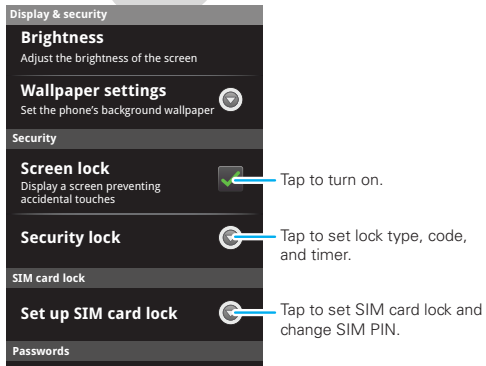 Display & security
Brightness
Adjust the brightness of the screen
Wallpaper settings
Set the phone's background wallpaper
Security
Screen lock
Display a screen preventing
accidental touches
Tap to turn on.
Security lock
Tap to set lock type, code,
and timer.
SIM card lock
Set up SIM card lock
Tap to set SIM card lock and
change SIM PIN.
Passwords